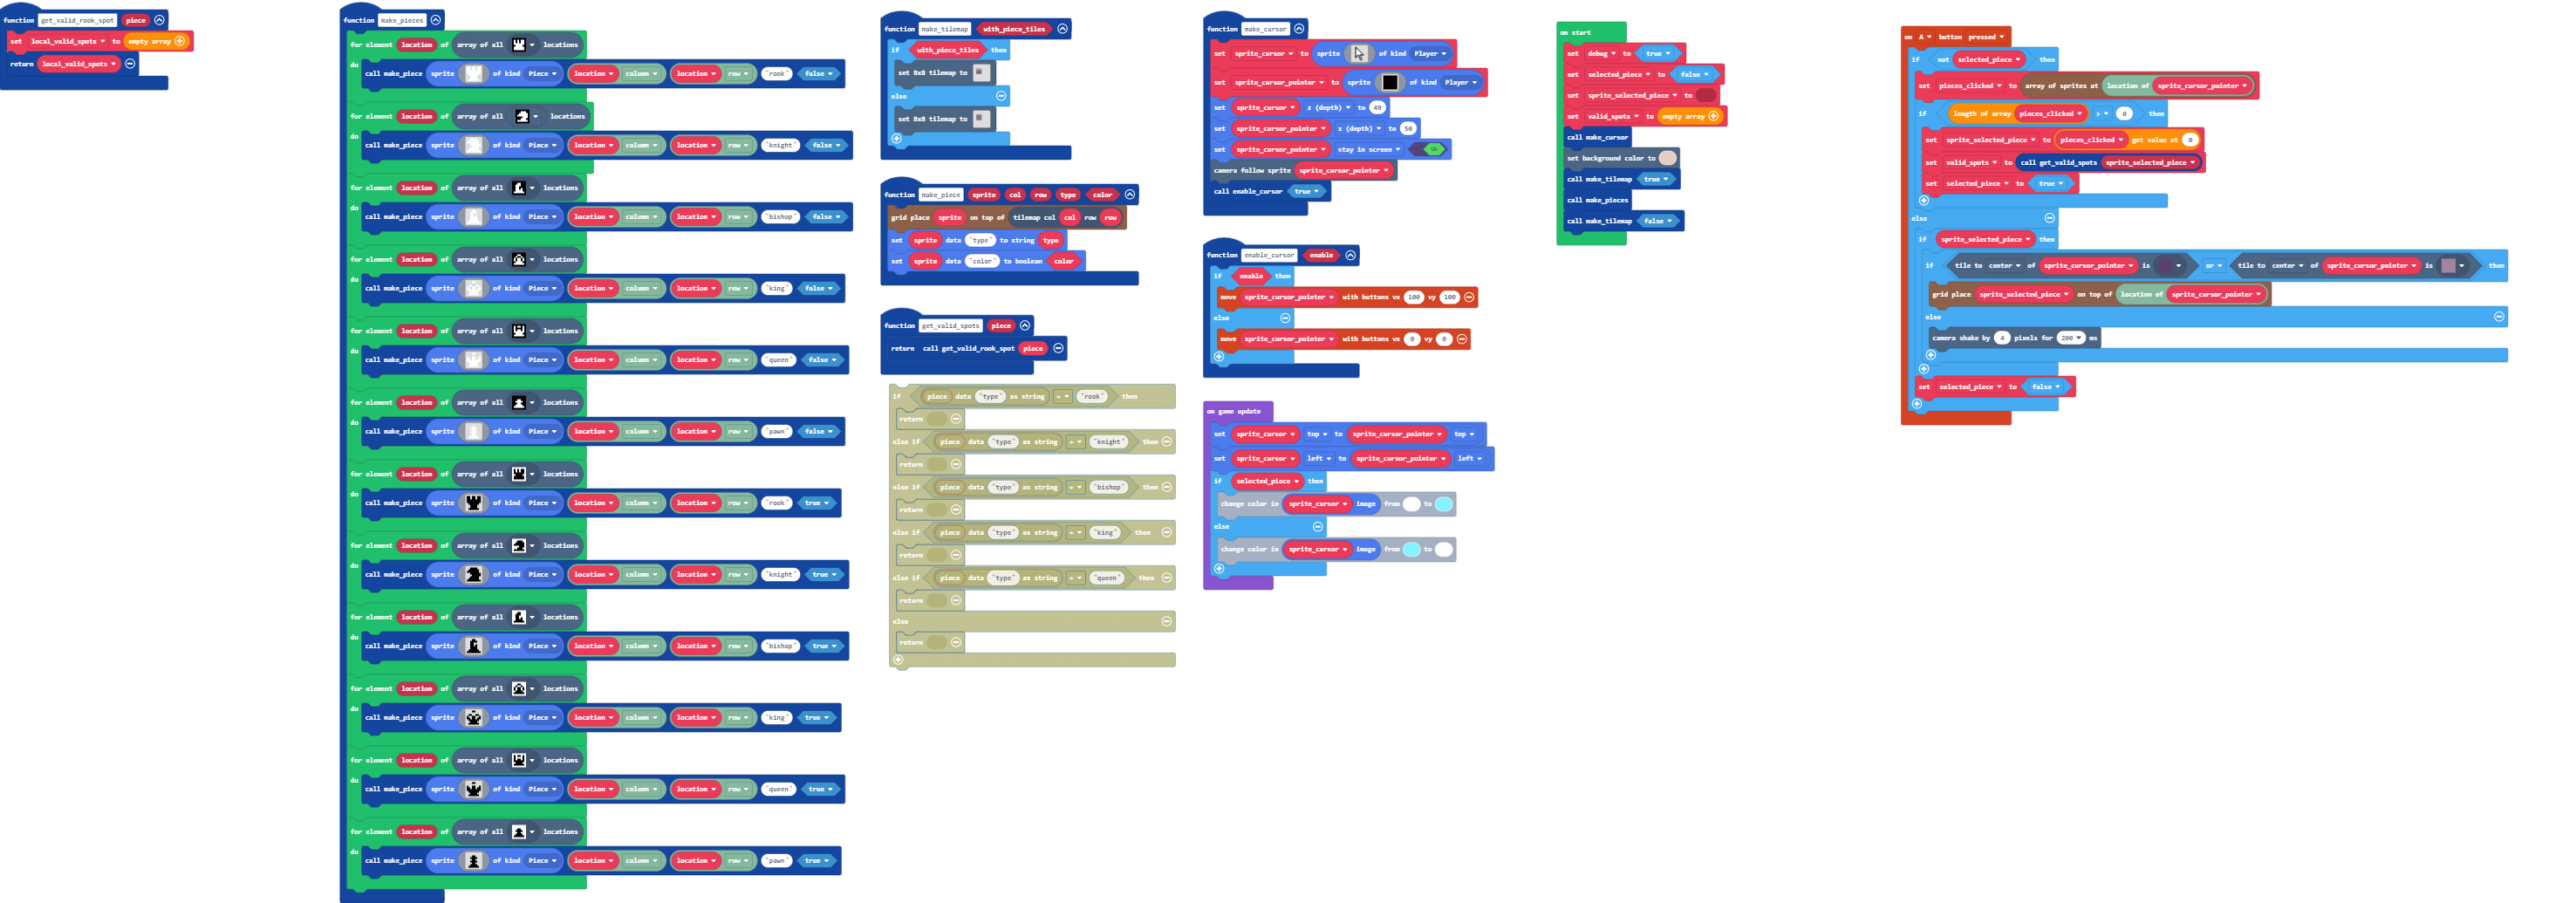 function get_valid_rook_spot piece
set local_valid_spots to empty array
return local_valid_spots
function make_pieces
for element location of array of all locations
do
call make_piece sprite of kind Piece location column location row "rook" false
for element location of array of all locations
do
call make_piece sprite of kind Piece location column location row "knight" false
for element location of array of all locations
do
call make_piece sprite of kind Piece location column location row "bishop" false
for element location of array of all locations
do
call make_piece sprite of kind Piece location column location row "king" false
for element location of array of all locations
do
call make_piece sprite of kind Piece location column location row "queen" false
for element location of array of all locations
do
call make_piece sprite of kind Piece location column location row "pawn" false
for element location of array of all locations
do
call make_piece sprite of kind Piece location column location row "rook" true
for element location of array of all locations
do
call make_piece sprite of kind Piece location column location row "knight" true
for element location of array of all locations
do
call make_piece sprite of kind Piece location column location row "bishop" true
for element location of array of all locations
do
call make_piece sprite of kind Piece location column location row "king" true
for element location of array of all locations
do
call make_piece sprite of kind Piece location column location row "queen" true
for element location of array of all locations
do
call make_piece sprite of kind Piece location column location row "pawn" true
function make_tilemap with_piece_tiles
if with_piece_tiles then
set 8x8 tilemap to
else
set 8x8 tilemap to
function make_piece sprite col row type color
grid place sprite on top of tilemap col col row row
set sprite data "type" to string type
set sprite data "color" to boolean color
function get_valid_spots piece
return call get_valid_rook_spot piece
if piece data "type" as string = "rook" then
return
else if piece data "type" as string = "knight" then
return
else if piece data "type" as string = "bishop" then
return
else if piece data "type" as string = "king" then
return
else if piece data "type" as string = "queen" then
return
else
return
function make_cursor
set sprite_cursor to sprite of kind Player
set sprite_cursor_pointer to sprite of kind Player
set sprite_cursor z (depth) to 49
set sprite_cursor_pointer z (depth) to 50
set sprite_cursor_pointer stay in screen ON
camera follow sprite sprite_cursor_pointer
call enable_cursor true
function enable_cursor enable
if enable then
move sprite_cursor_pointer with buttons vx 100 vy 100
else
move sprite_cursor_pointer with buttons vx 0 vy 0
on game update
set sprite_cursor top to sprite_cursor_pointer top
set sprite_cursor left to sprite_cursor_pointer left
if selected_piece then
change color in sprite_cursor image from to
else
change color in sprite_cursor image from to
on start
set debug to true
set selected_piece to false
set sprite_selected_piece to
set valid_spots to empty array
call make_cursor
set background color to
call make_tilemap true
call make_pieces
call make_tilemap false
on A button pressed
if not selected_piece then
set pieces_clicked to array of sprites at location of sprite_cursor_pointer
if length of array pieces_clicked > 0 then
set sprite_selected_piece to pieces_clicked get value at 0
set valid_spots to call get_valid_spots sprite_selected_piece
set selected_piece to true
else
if sprite_selected_piece then
if tile to center of sprite_cursor_pointer is or tile to center of sprite_cursor_pointer is then
grid place sprite_selected_piece on top of location of sprite_cursor_pointer
else
camera shake by 4 pixels for 200 ms
set selected_piece to false